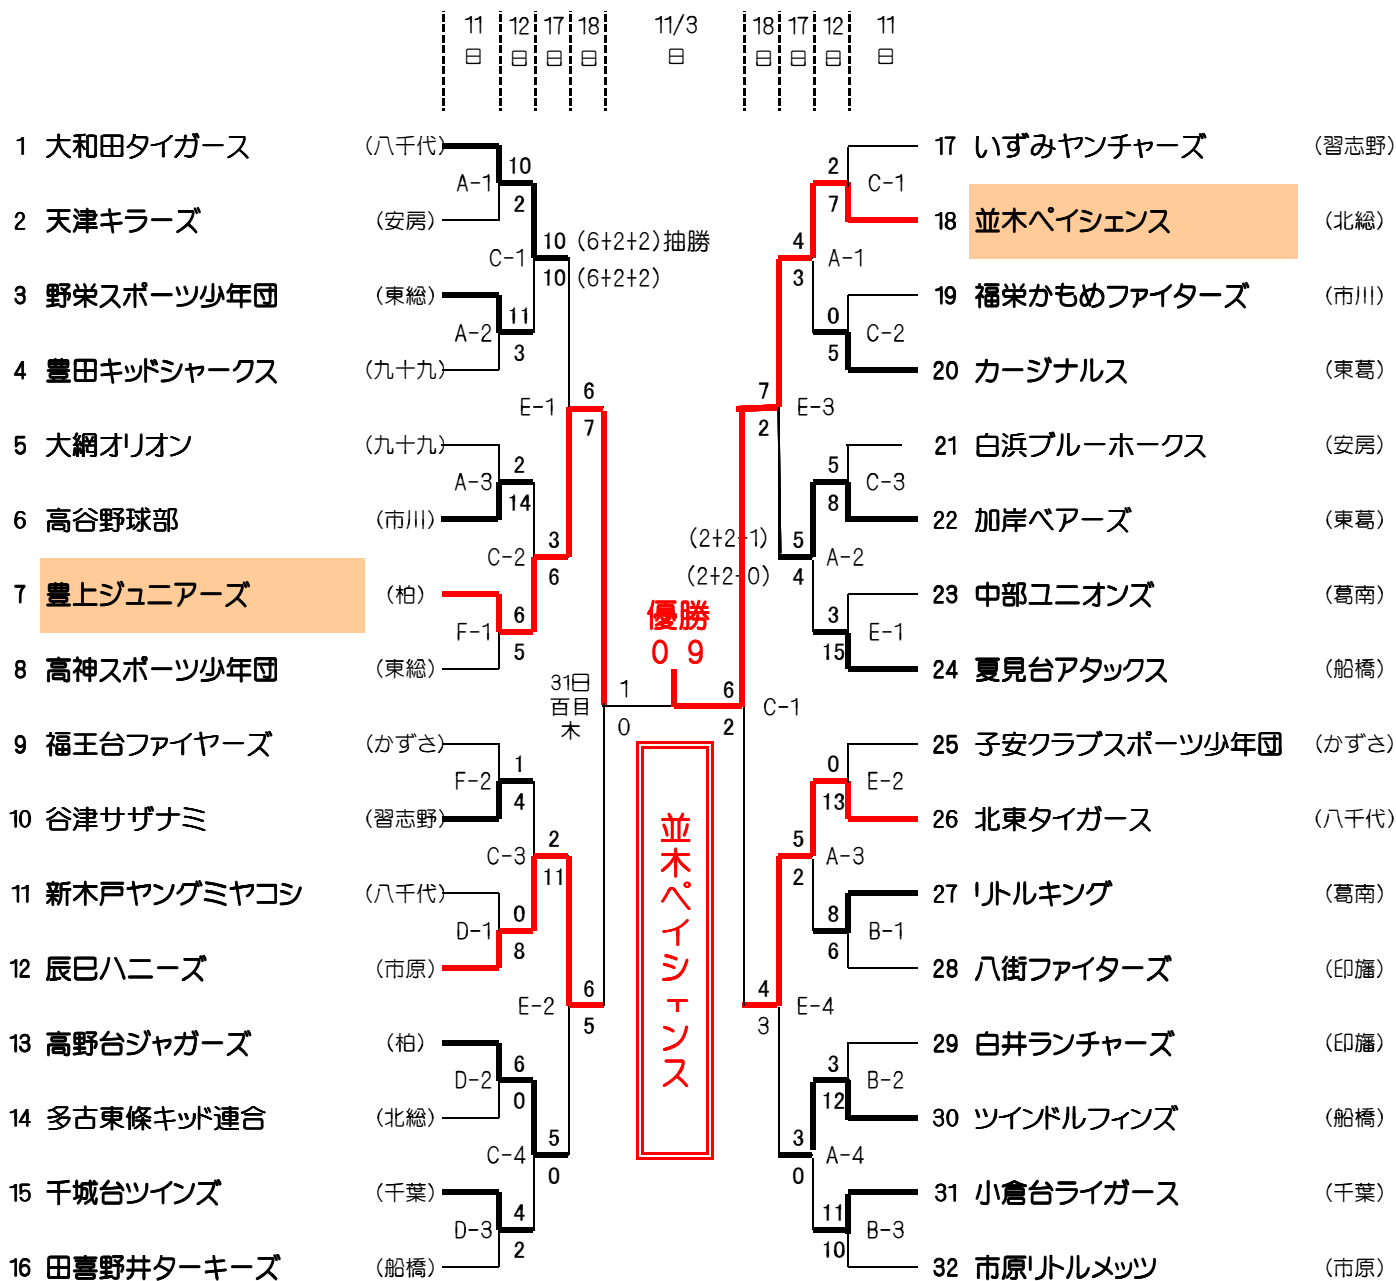 11 12 17 18 11/3 18 17 12 11
日 日 日 日 日 日 日 日 日
1 大和田タイガース (八千代)
A-1 10 2
2 天津キラーズ (安房)
C-1 10 (6+2+2)抽勝
10 (6+2+2)
3 野栄スポーツ少年団 (東総)
A-2 11 3
4 豊田キッドシャークス (九十九)
E-1 6 7
5 大網オリオン (九十九)
A-3 2 14
6 高谷野球部 (市川)
C-2 3 6
7 豊上ジュニアーズ (柏)
F-1 6 5
8 高神スポーツ少年団 (東総)
31日 1
百目
木 0
9 福王台ファイヤーズ (かずさ)
F-2 1 4
10 谷津サザナミ (習志野)
C-3 2 11
11 新木戸ヤングミヤコシ (八千代)
D-1 0 8
12 辰巳ハニーズ (市原)
E-2 6 5
13 高野台ジャガーズ (柏)
D-2 6 0
14 多古東條キッド連合 (北総)
C-4 5 0
15 千城台ツインズ (千葉)
D-3 4 2
16 田喜野井ターキーズ (船橋)
優勝
0 9
並木ペイシェンス
17 いずみヤンチャーズ (習志野)
2 7 C-1
18 並木ペイシェンス (北総)
4 3 A-1
19 福栄かもめファイターズ (市川)
0 5 C-2
20 カージナルス (東葛)
7 2 E-3
21 白浜ブルーホークス (安房)
5 8 C-3
22 加岸ベアーズ (東葛)
(2+2+1) 5 A-2
(2+2+0) 4
23 中部ユニオンズ (葛南)
3 15 E-1
24 夏見台アタックス (船橋)
6 2 C-1
25 子安クラブスポーツ少年団 (かずさ)
0 13 E-2
26 北東タイガース (八千代)
5 2 A-3
27 リトルキング (葛南)
8 6 B-1
28 八街ファイターズ (印旛)
4 3 E-4
29 白井ランチャーズ (印旛)
3 12 B-2
30 ツインドルフィンズ (船橋)
3 0 A-4
31 小倉台ライガース (千葉)
11 10 B-3
32 市原リトルメッツ (市原)